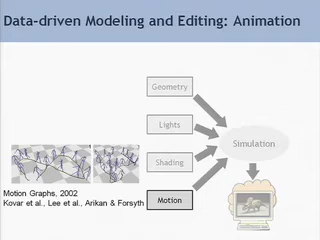 Data-driven Modeling and Editing: Animation
Geometry
Lights
Shading
Motion
Simulation
Motion Graphs, 2002
Kovar et al., Lee et al., Arikan & Forsyth